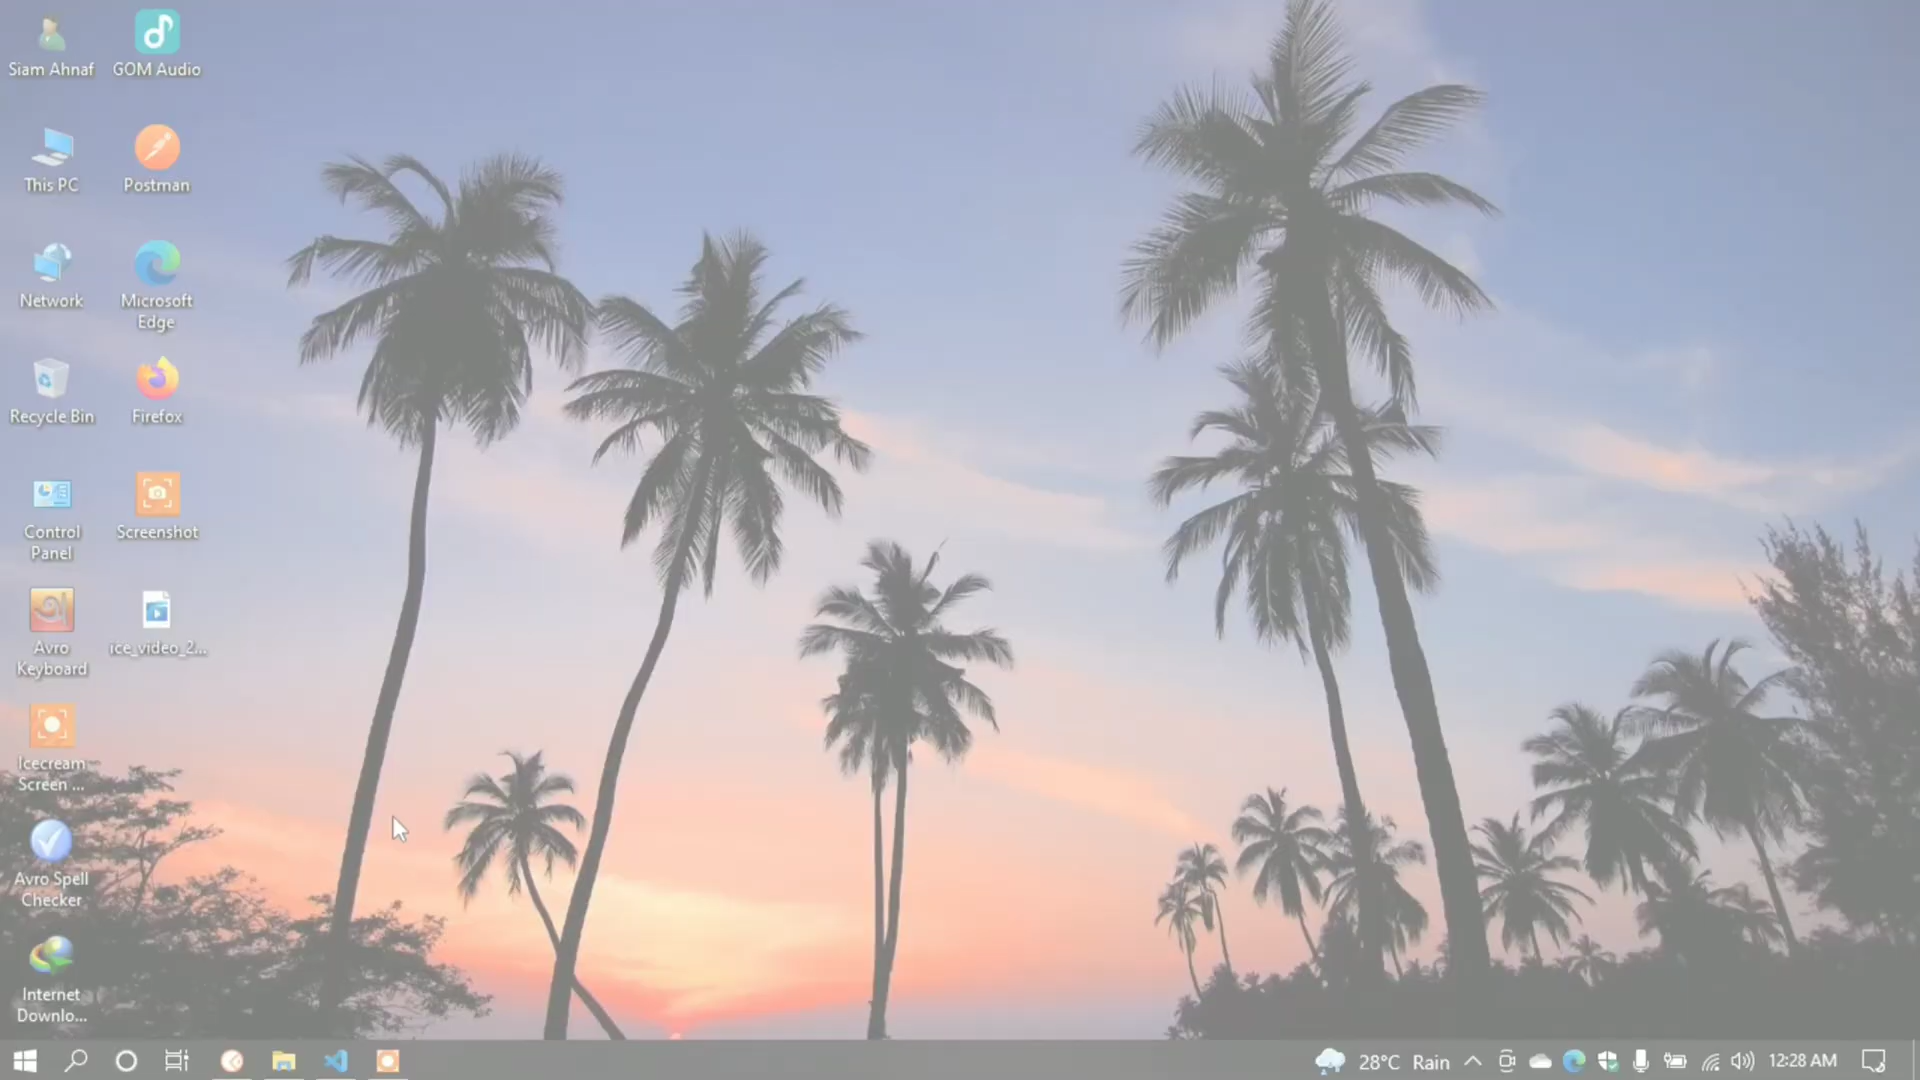 Siam Ahnaf
GOM Audio
This PC
Postman
Network
Microsoft
Edge
Recycle Bin
Firefox
Control
Panel
Screenshot
Avro
Keyboard
ice_video_2...
Icecream
Screen ...
Avro Spell
Checker
Internet
Downlo...
28°C Rain
12:28 AM